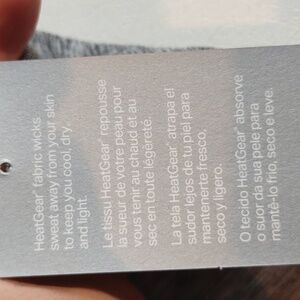 HeatGear® fabric wicks
sweat away from your skin
to keep you cool, dry,
and light.
Le tissu HeatGear® repousse
la sueur de votre peau pour
vous tenir au chaud et au
sec en toute légèreté.
La tela HeatGear® atrapa el
sudor lejos de tu piel para
mantenerte fresco,
seco y ligero.
O tecido HeatGear® absorve
o suor da sua pele para
mantê-lo frio, seco e leve.